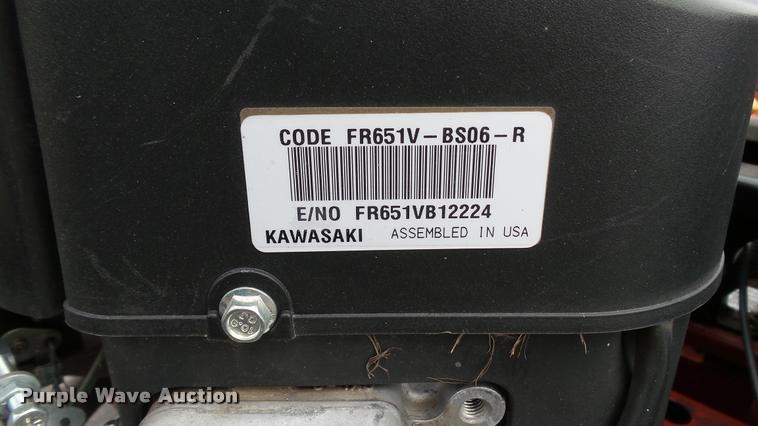 CODE FR651V-BS06-R
E/NO FR651VB12224
KAWASAKI ASSEMBLED IN USA
Purple Wave Auction